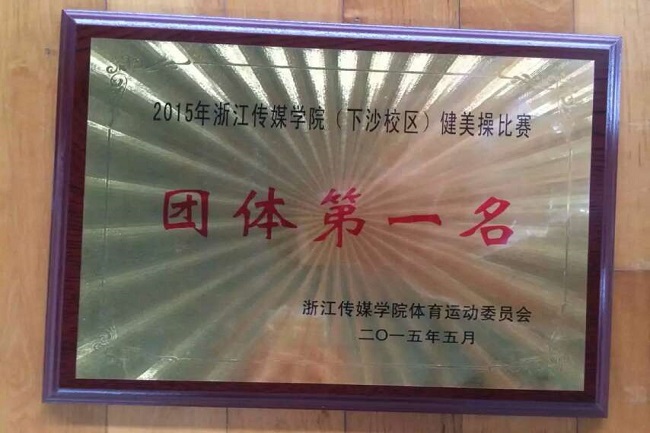 2015年浙江传媒学院（下沙校区）健美操比赛
团体第一名
浙江传媒学院体育运动委员会
二〇一五年五月